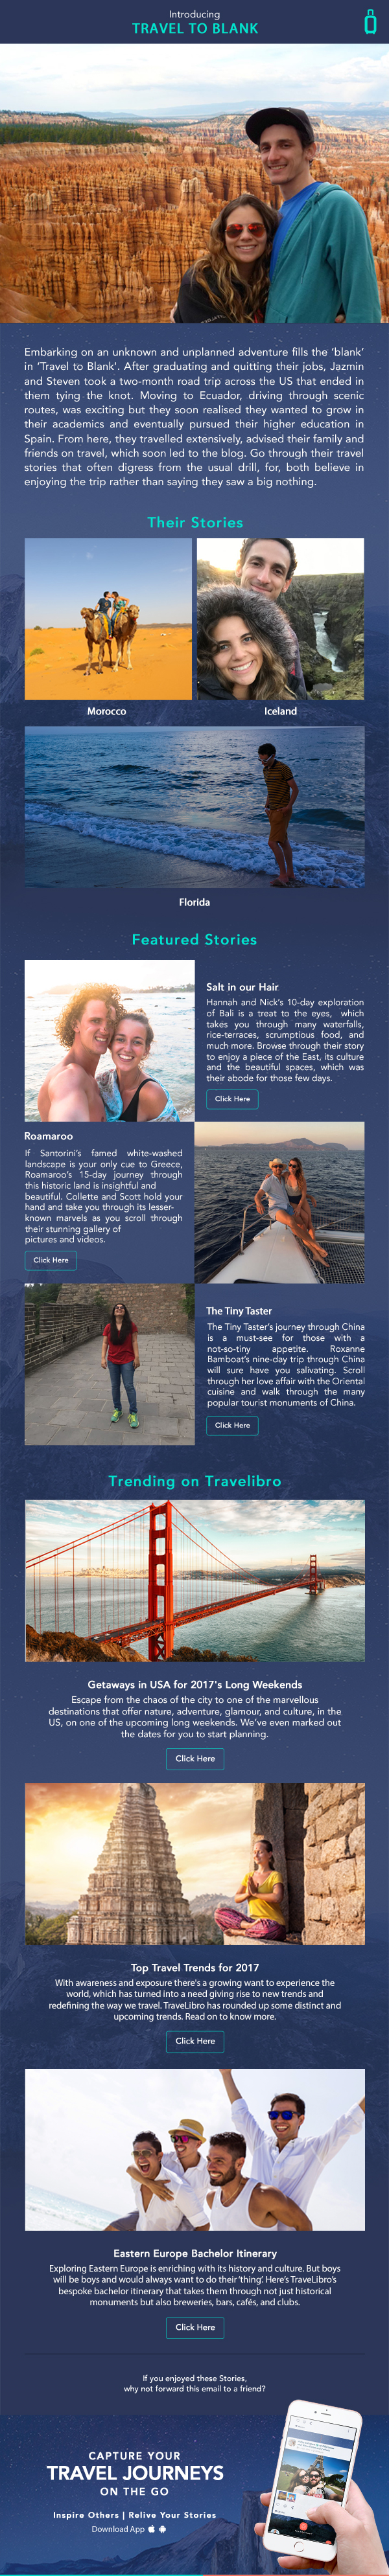 Introducing
TRAVEL TO BLANK
Embarking on an unknown and unplanned adventure fills the ‘blank’
in ‘Travel to Blank’. After graduating and quitting their jobs, Jazmin
and Steven took a two-month road trip across the US that ended in
them tying the knot. Moving to Ecuador, driving through scenic
routes, was exciting but they soon realised they wanted to grow in
their academics and eventually pursued their higher education in
Spain. From here, they travelled extensively, advised their family and
friends on travel, which soon led to the blog. Go through their travel
stories that often digress from the usual drill, for, both believe in
enjoying the trip rather than saying they saw a big nothing.
Their Stories
Morocco
Iceland
Florida
Featured Stories
Salt in our Hair
Hannah and Nick's 10-day exploration
of Bali is a treat to the eyes, which
takes you through many waterfalls,
rice-terraces, scrumptious food, and
much more. Browse through their story
to enjoy a piece of the East, its culture
and the beautiful spaces, which was
their abode for those few days.
Click Here
Roamaroo
If Santorini's famed white-washed
landscape is your only cue to Greece,
Roamaroo's 15-day journey through
this historic land is insightful and
beautiful. Collette and Scott hold your
hand and take you through its lesser-
known marvels as you scroll through
their stunning gallery of
pictures and videos.
Click Here
The Tiny Taster
The Tiny Taster's journey through China
is a must-see for those with a
not-so-tiny appetite. Roxanne
Bamboat's nine-day trip through China
will sure have you salivating. Scroll
through her love affair with the Oriental
cuisine and walk through the many
popular tourist monuments of China.
Click Here
Trending on Travelibro
Getaways in USA for 2017's Long Weekends
Escape from the chaos of the city to one of the marvellous
destinations that offer nature, adventure, glamour, and culture, in the
US, on one of the upcoming long weekends. We've even marked out
the dates for you to start planning.
Click Here
Top Travel Trends for 2017
With awareness and exposure there's a growing want to experience the
world, which has turned into a need giving rise to new trends and
redefining the way we travel. TraveLibro has rounded up some distinct and
upcoming trends. Read on to know more.
Click Here
Eastern Europe Bachelor Itinerary
Exploring Eastern Europe is enriching with its history and culture. But boys
will be boys and would always want to do their 'thing'. Here's TraveLibro's
bespoke bachelor itinerary that takes them through not just historical
monuments but also breweries, bars, cafés, and clubs.
Click Here
If you enjoyed these Stories,
why not forward this email to a friend?
CAPTURE YOUR
TRAVEL JOURNEYS
ON THE GO
Inspire Others | Relive Your Stories
Download App